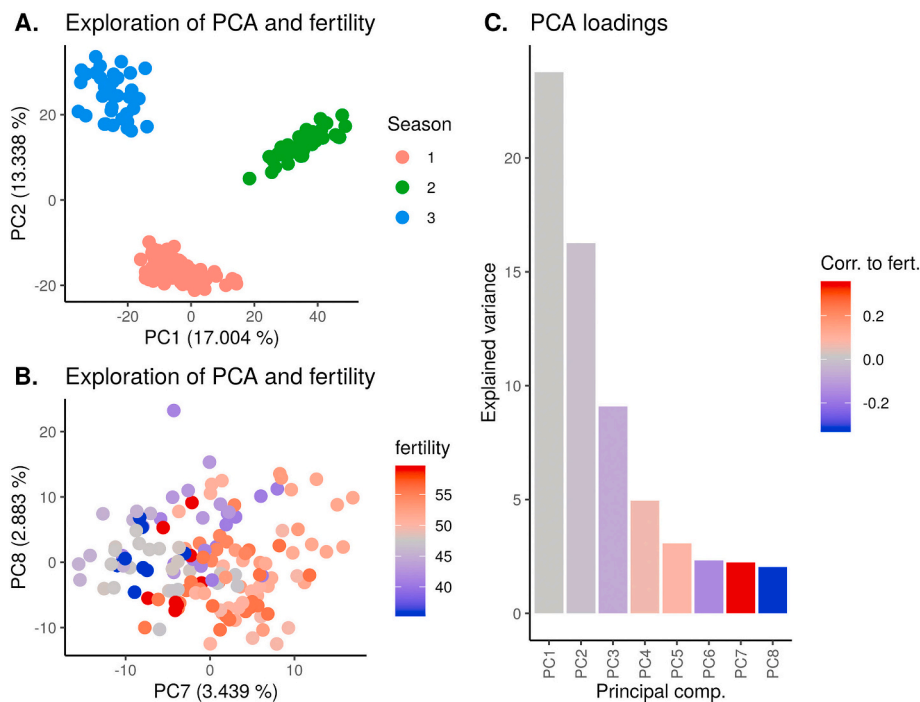 A. Exploration of PCA and fertility
PC2 (13.338 %)
20
0
-20
-20
0
20
40
PC1 (17.004 %)
Season
1
2
3
B. Exploration of PCA and fertility
PC8 (2.883 %)
20
10
0
-10
-10
0
10
PC7 (3.439 %)
fertility
55
50
45
40
C. PCA loadings
Explained variance
20
15
10
5
0
PC1
PC2
PC3
PC4
PC5
PC6
PC7
PC8
Principal comp.
Corr. to fert.
0.2
0.0
-0.2